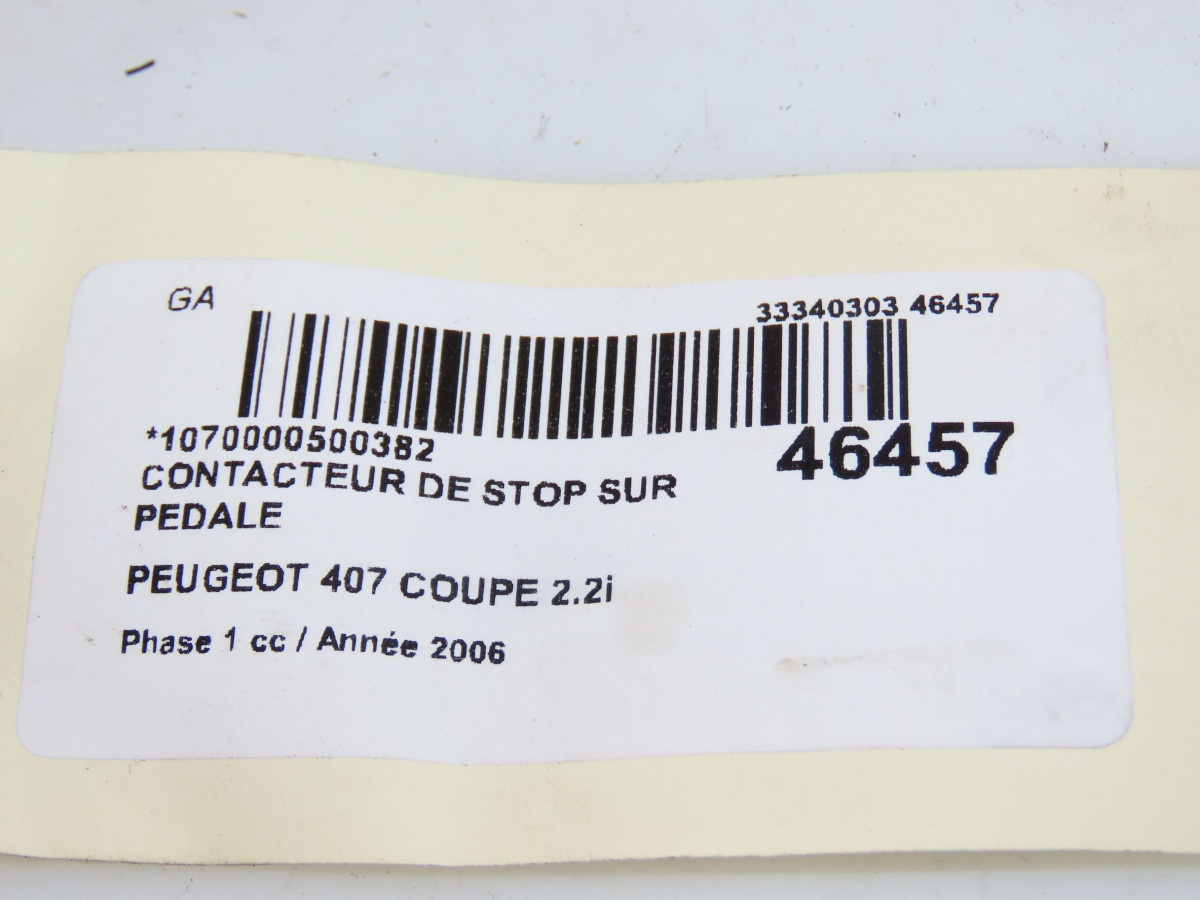 GA
33340303 46457
*1070000500382
46457
CONTACTEUR DE STOP SUR
PEDALE
PEUGEOT 407 COUPE 2.2i
Phase 1 cc / Année 2006